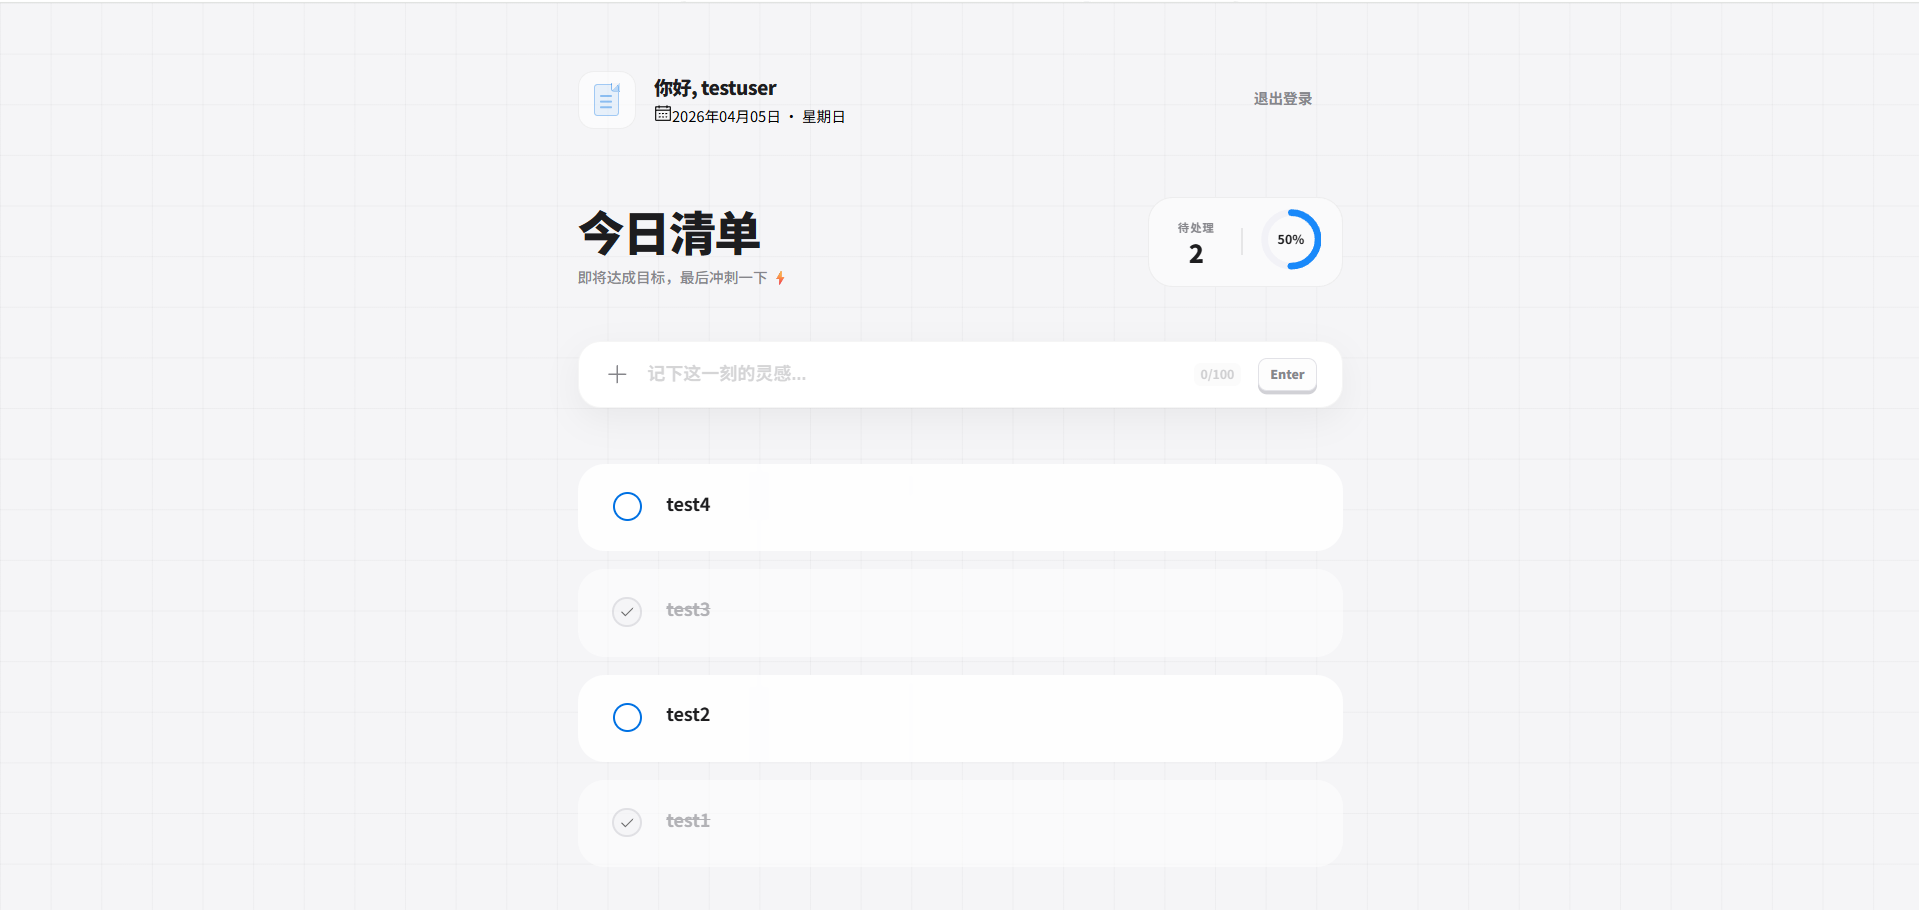 你好, testuser
2026年04月05日 · 星期日
退出登录
今日清单
即将达成目标，最后冲刺一下
待处理
2
50%
记下这一刻的灵感...
0/100
Enter
test4
test3
test2
test1